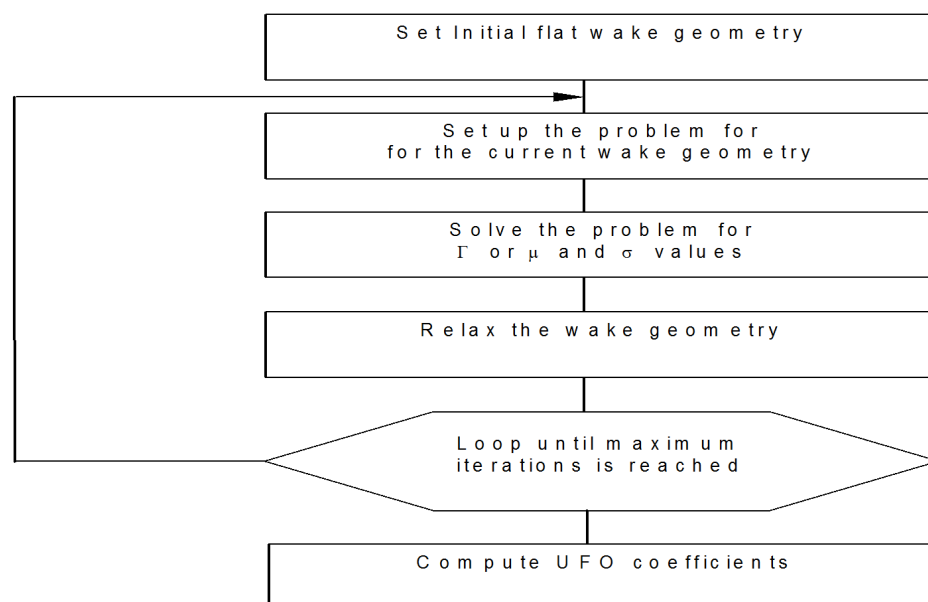 Set Initial flat wake geometry
Setup the problem for
for the current wake geometry
Solve the problem for
Γ or μ and σ values
Relax the wake geometry
Loop until maximum
iterations is reached
Compute UFO coefficients